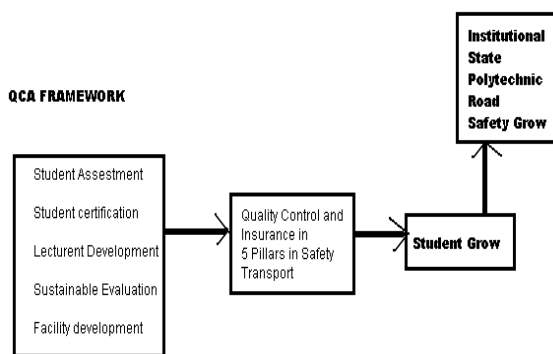 QCA FRAMEWORK
Student Assestment
Student certification
Lecturent Development
Sustainable Evaluation
Facility development
Quality Control and
Insurance in
5 Pillars in Safety
Transport
Student Grow
Institutional
State
Polytechnic
Road
Safety Grow